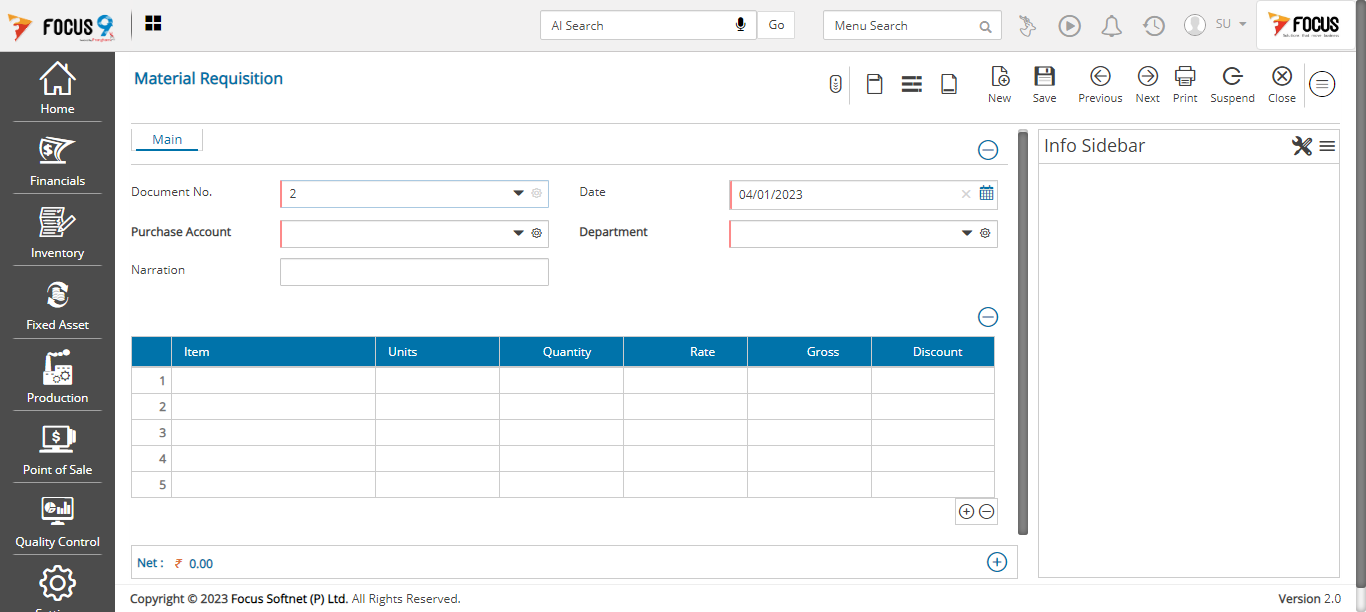 FOCUS 9
AI Search
Go
Menu Search
SU
FOCUS
Home
Financials
Inventory
Fixed Asset
Production
Point of Sale
Quality Control
Material Requisition
New
Save
Previous
Next
Print
Suspend
Close
Main
Document No.
2
Date
04/01/2023
Purchase Account
Department
Narration
Item Units Quantity Rate Gross Discount
1
2
3
4
5
Net : ₹ 0.00
Info Sidebar
Copyright © 2023 Focus Softnet (P) Ltd. All Rights Reserved.
Version 2.0